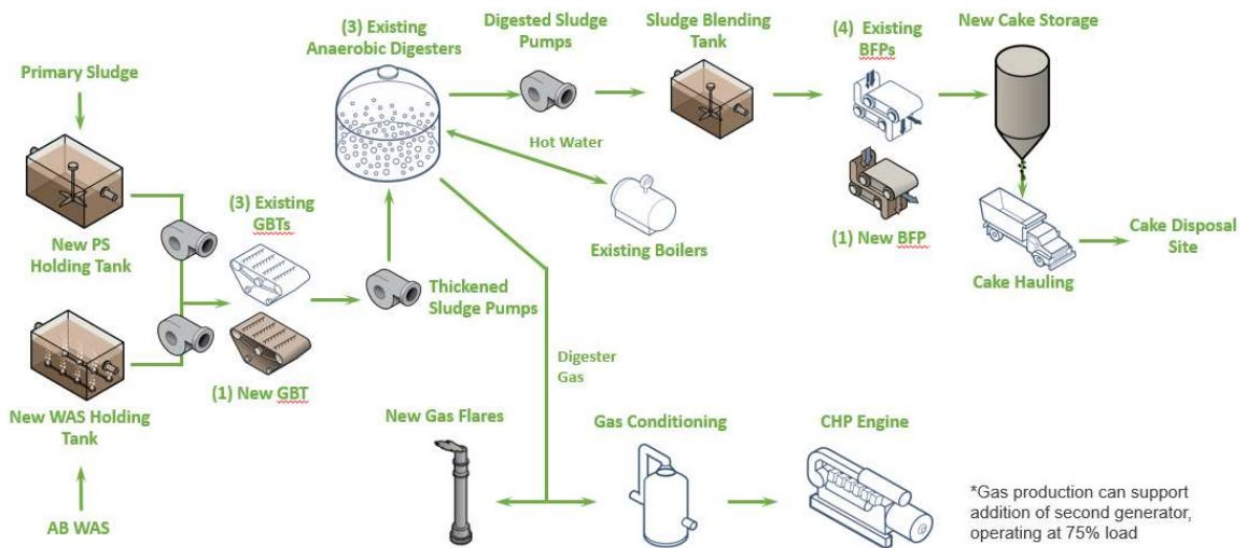 Primary Sludge
New PS
Holding Tank
New WAS Holding
Tank
AB WAS
(3) Existing
GBTs
(1) New GBT
(3) Existing
Anaerobic Digesters
Thickened
Sludge Pumps
Digested Sludge
Pumps
Hot Water
Existing Boilers
Sludge Blending
Tank
(4) Existing
BFPs
(1) New BFP
New Cake Storage
Cake Hauling
Cake Disposal
Site
Digester
Gas
New Gas Flares
Gas Conditioning
CHP Engine
*Gas production can support
addition of second generator,
operating at 75% load